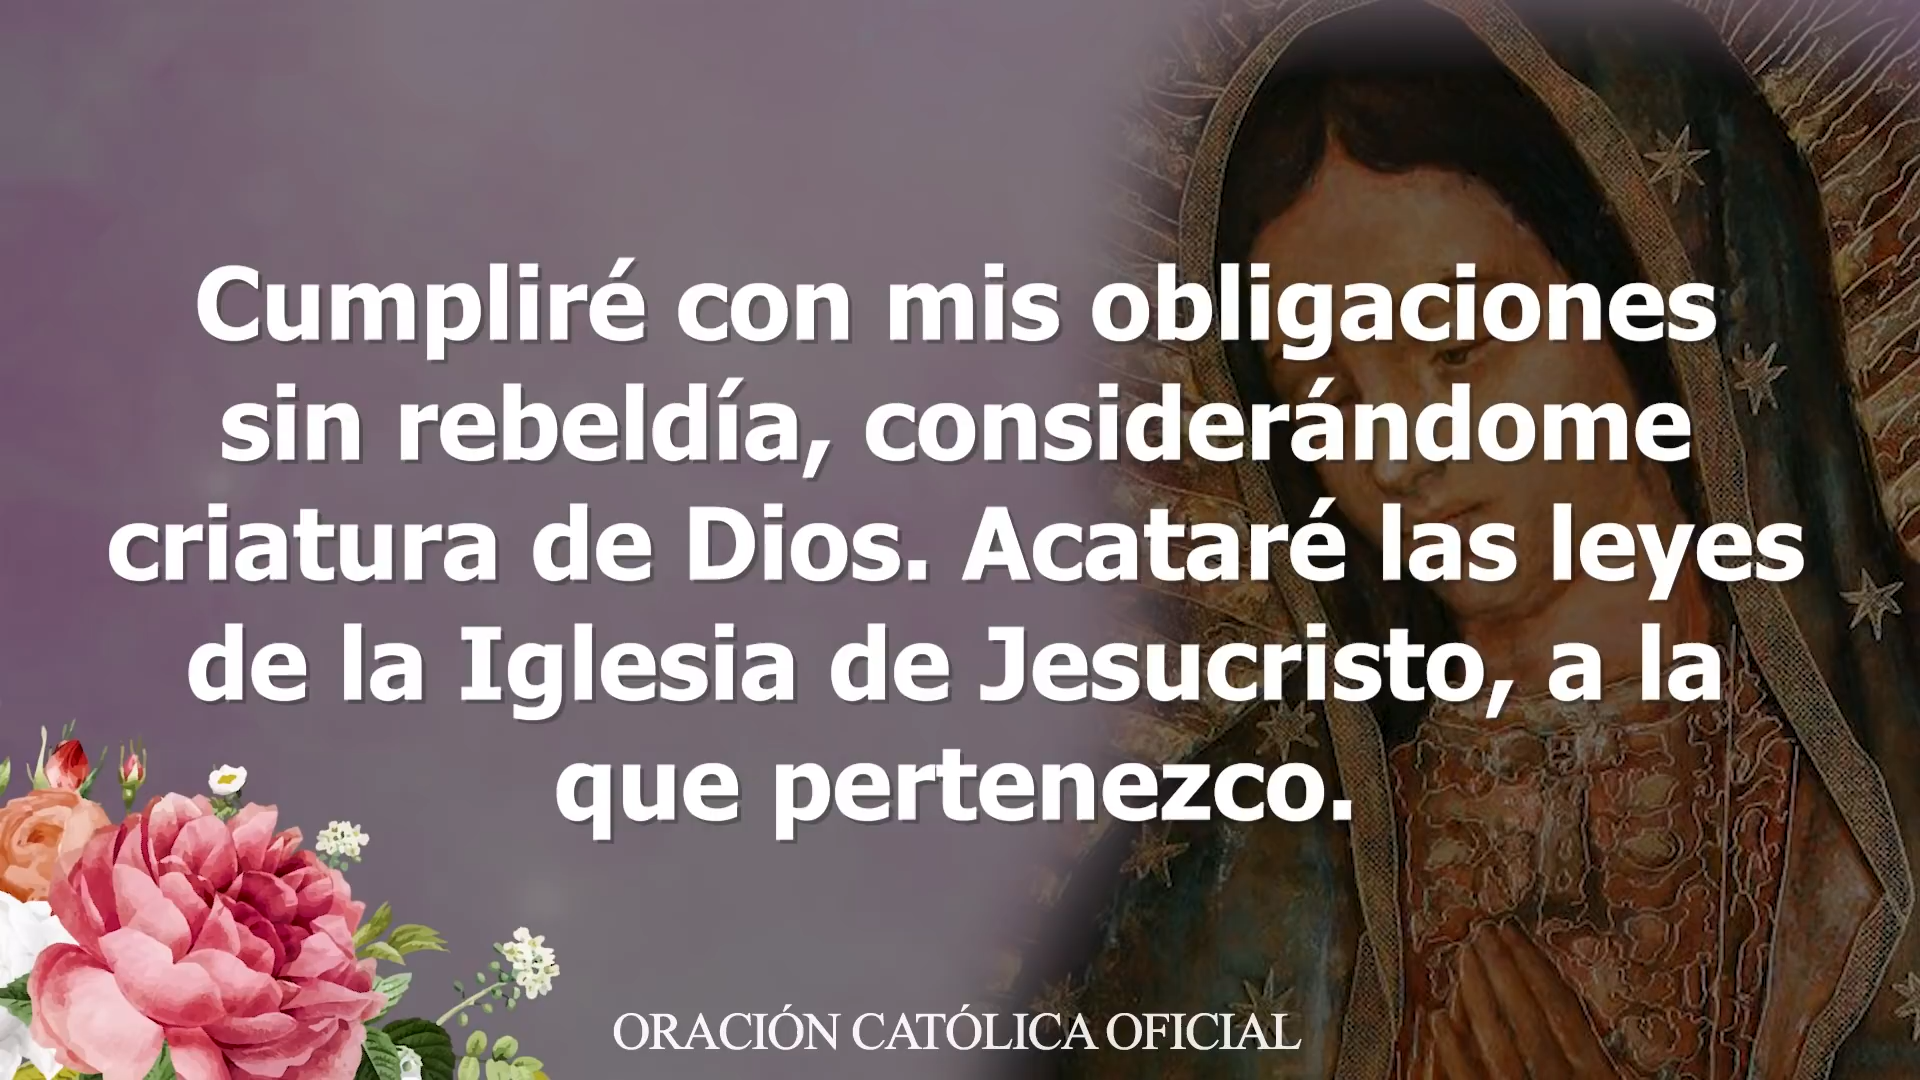 Cumpliré con mis obligaciones
sin rebeldía, considerándome
criatura de Dios. Acataré las leyes
de la Iglesia de Jesucristo, a la
que pertenezco.
ORACIÓN CATÓLICA OFICIAL